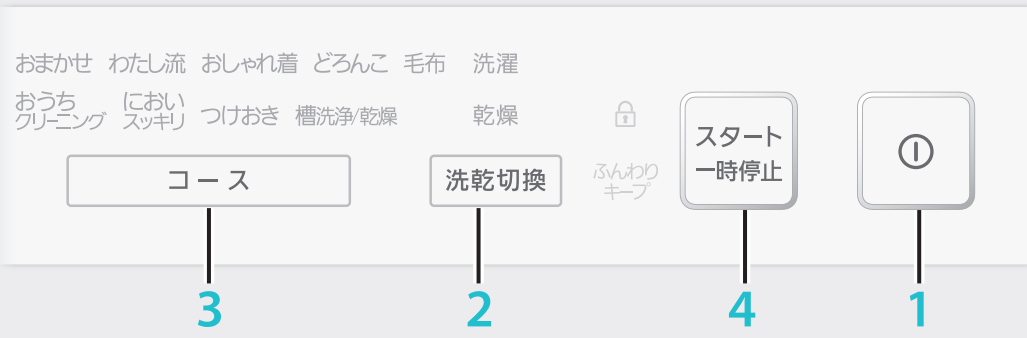 おまかせ わたし流 おしゃれ着 どろんこ 毛布 洗濯
おうち
クリーニング
におい
スッキリ
つけおき 槽洗浄/乾燥 乾燥
コース
洗乾切換
ふんわり
キープ
スタート
一時停止
3 2 4 1